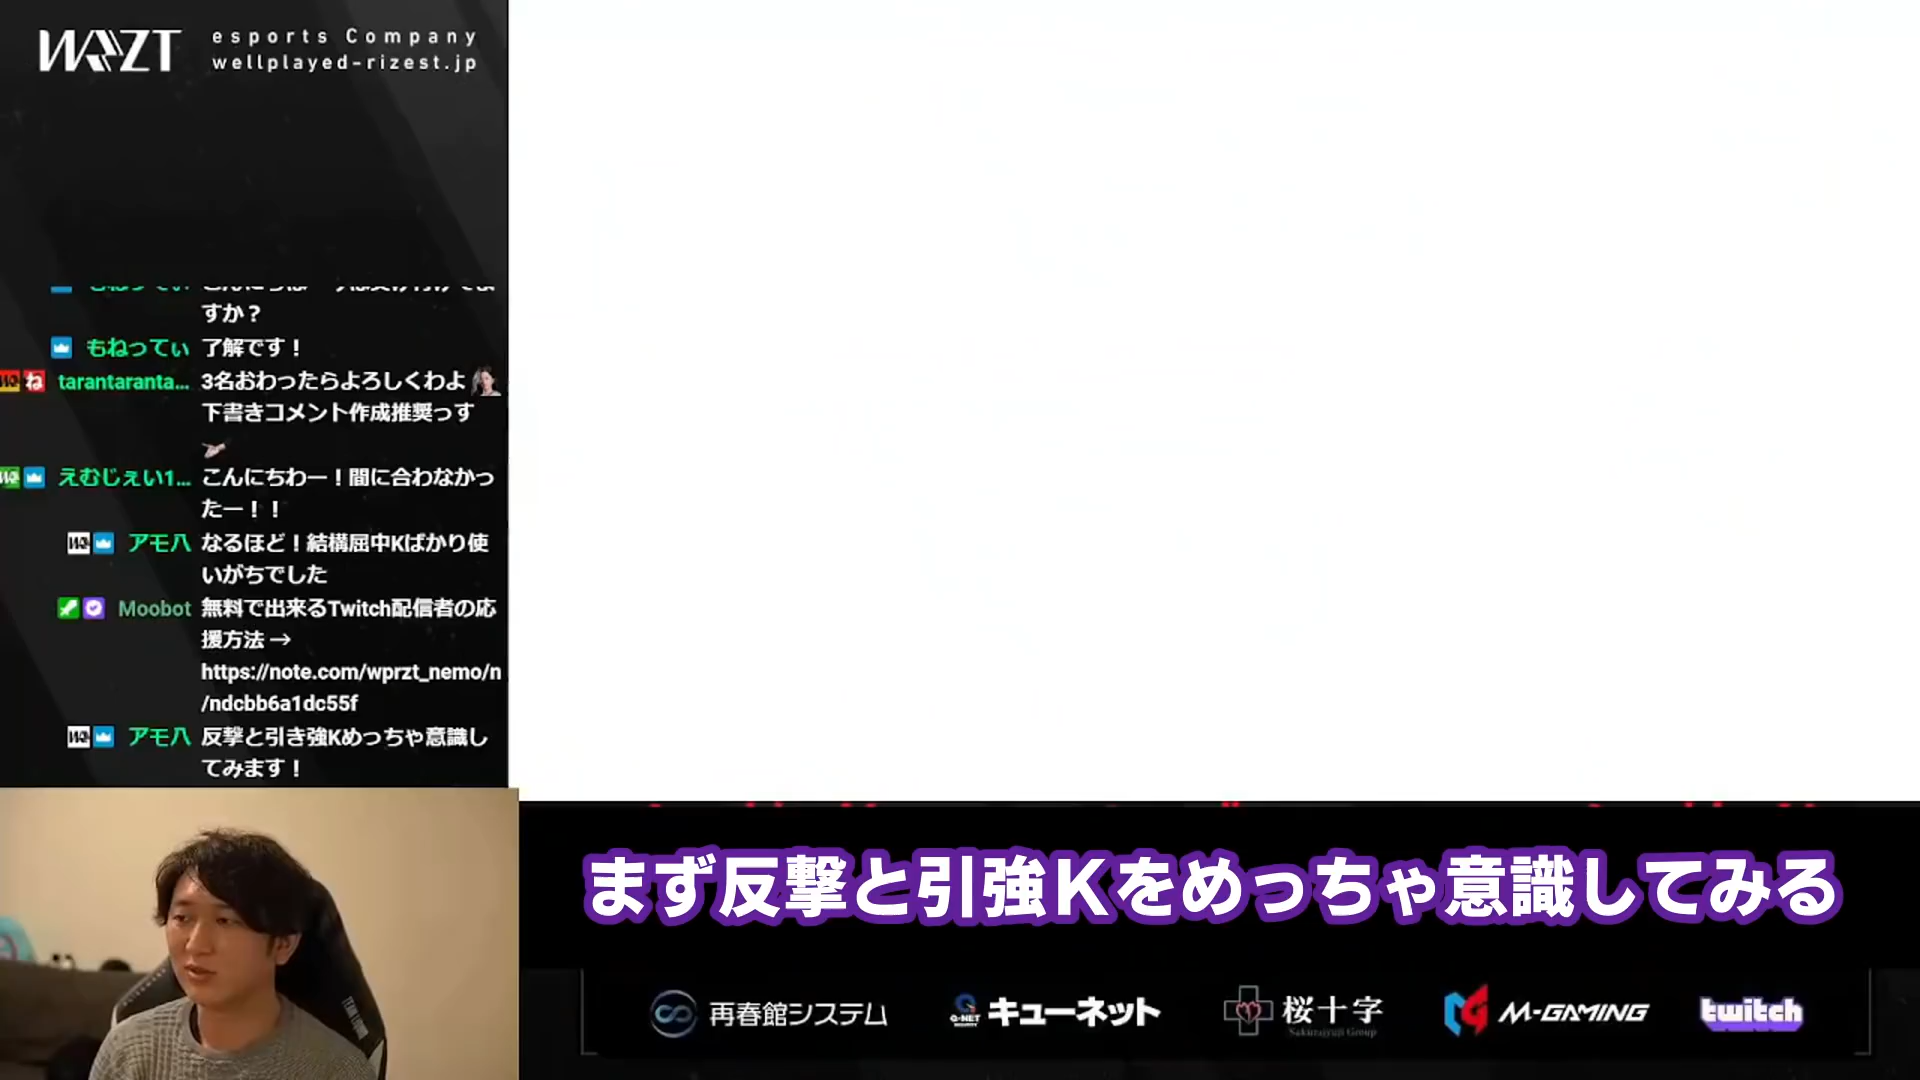 WRZT
esports Company
wellplayed-rizest.jp
すか？
もねってぃ 了解です！
tarantaranta... 3名おわったらよろしくわよ
下書きコメント作成推奨っす
えむじぇい1... こんにちわー！間に合わなかっ
たー！！
アモ八 なるほど！結構屈中Kばかり使
いがちでした
Moobot 無料で出来るTwitch配信者の応
援方法 →
https://note.com/wprzt_nemo/n
/ndcbb6a1dc55f
アモ八 反撃と引き強Kめっちゃ意識し
てみます！
まず反撃と引強Kをめっちゃ意識してみる
再春館システム
Q-NET
キューネット
桜十字
Sakurajyuji Group
M-GAMING
twitch